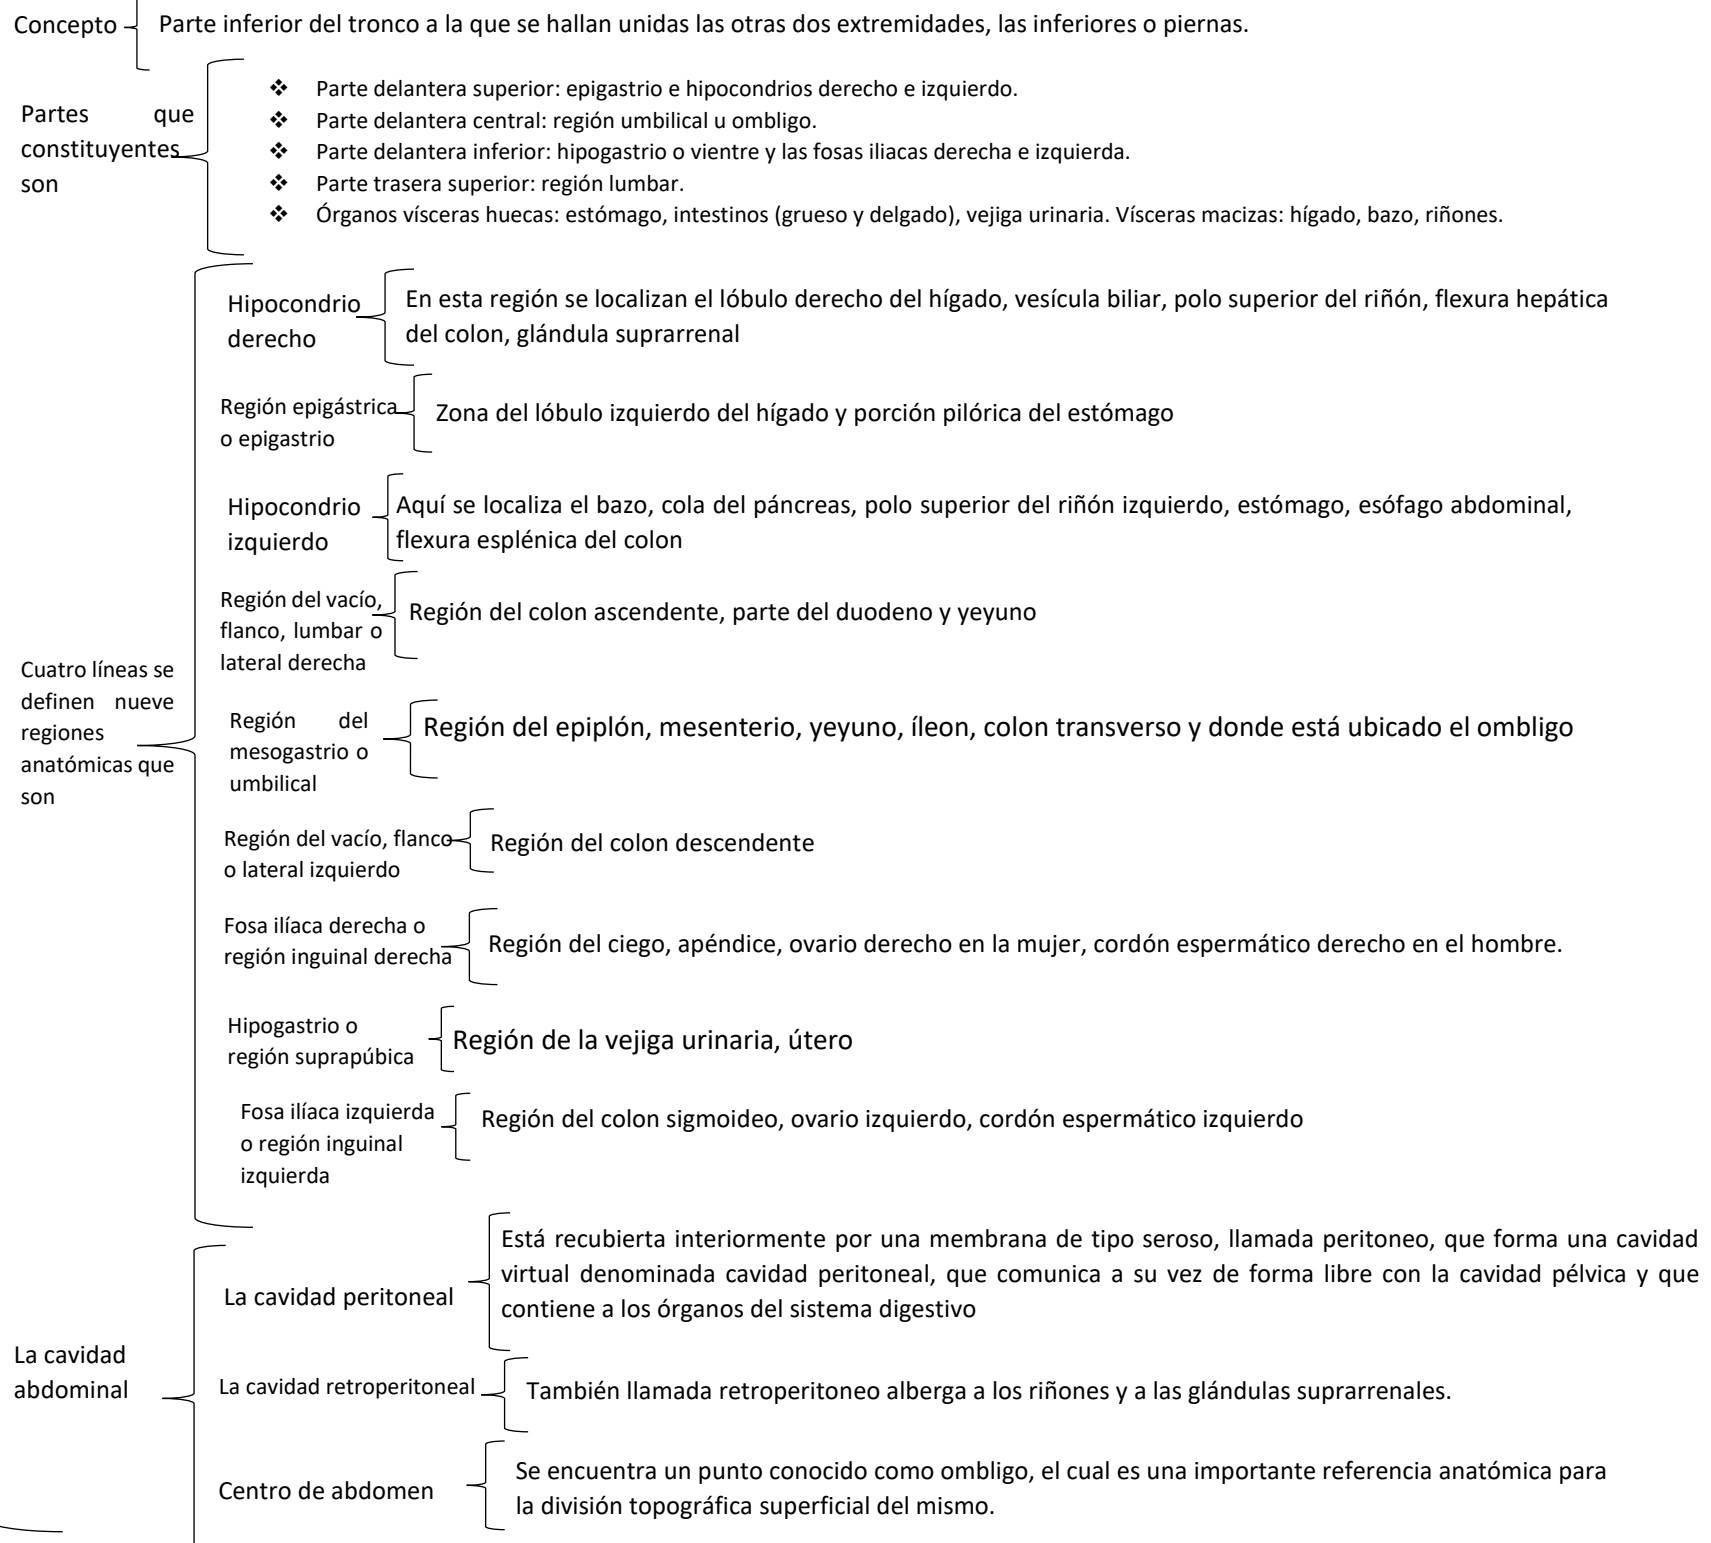 Concepto
Parte inferior del tronco a la que se hallan unidas las otras dos extremidades, las inferiores o piernas.
Partes que
constituyentes
son
❖ Parte delantera superior: epigastrio e hipocondrios derecho e izquierdo.
❖ Parte delantera central: región umbilical u ombligo.
❖ Parte delantera inferior: hipogastrio o vientre y las fosas iliacas derecha e izquierda.
❖ Parte trasera superior: región lumbar.
❖ Órganos vísceras huecas: estómago, intestinos (grueso y delgado), vejiga urinaria. Vísceras macizas: hígado, bazo, riñones.
Cuatro líneas se
definen nueve
regiones
anatómicas que
son
Hipocondrio
derecho
En esta región se localizan el lóbulo derecho del hígado, vesícula biliar, polo superior del riñón, flexura hepática
del colon, glándula suprarrenal
Región epigástrica
o epigastrio
Zona del lóbulo izquierdo del hígado y porción pilórica del estómago
Hipocondrio
izquierdo
Aquí se localiza el bazo, cola del páncreas, polo superior del riñón izquierdo, estómago, esófago abdominal,
flexura esplénica del colon
Región del vacío,
flanco, lumbar o
lateral derecha
Región del colon ascendente, parte del duodeno y yeyuno
Región del
mesogastrio o
umbilical
Región del epiplón, mesenterio, yeyuno, íleon, colon transverso y donde está ubicado el ombligo
Región del vacío, flanco
o lateral izquierdo
Región del colon descendente
Fosa ilíaca derecha o
región inguinal derecha
Región del ciego, apéndice, ovario derecho en la mujer, cordón espermático derecho en el hombre.
Hipogastrio o
región suprapúbica
Región de la vejiga urinaria, útero
Fosa ilíaca izquierda
o región inguinal
izquierda
Región del colon sigmoideo, ovario izquierdo, cordón espermático izquierdo
La cavidad
abdominal
La cavidad peritoneal
Está recubierta interiormente por una membrana de tipo seroso, llamada peritoneo, que forma una cavidad
virtual denominada cavidad peritoneal, que comunica a su vez de forma libre con la cavidad pélvica y que
contiene a los órganos del sistema digestivo
La cavidad retroperitoneal
También llamada retroperitoneo alberga a los riñones y a las glándulas suprarrenales.
Centro de abdomen
Se encuentra un punto conocido como ombligo, el cual es una importante referencia anatómica para
la división topográfica superficial del mismo.